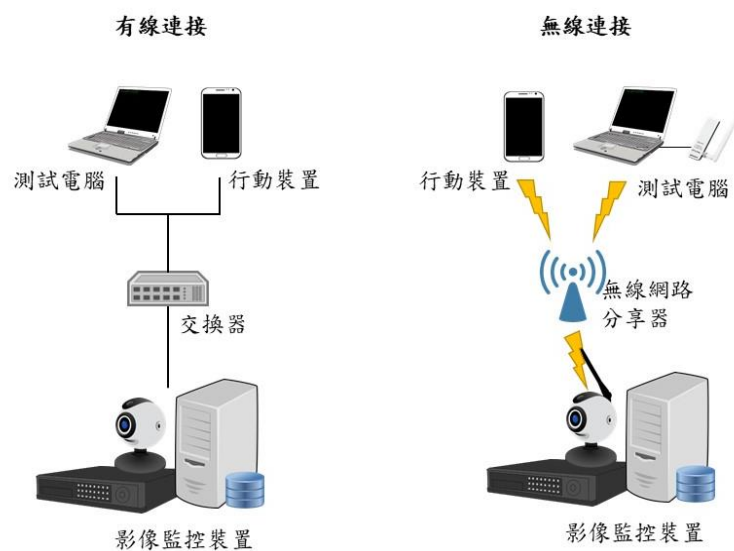 有線連接
無線連接
測試電腦
行動裝置
交換器
影像監控裝置
行動裝置
測試電腦
無線網路
分享器
影像監控裝置